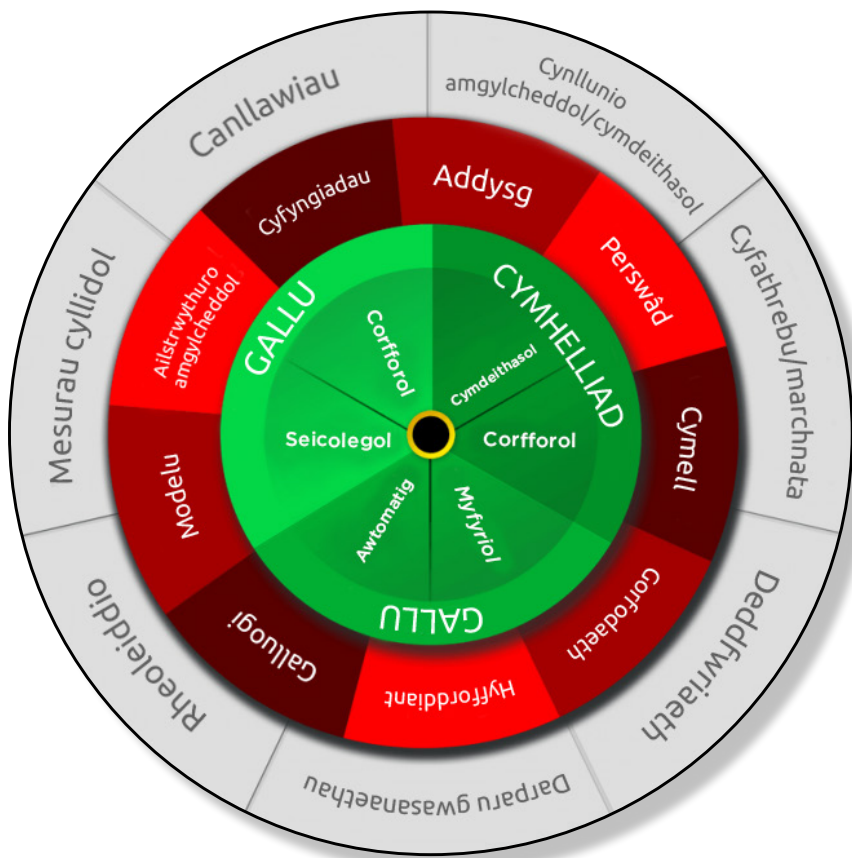 Cynllunio
amgylcheddol/cymdeithasol
Cyfathrebu/marchnata
Deddfwriaeth
Darparu gwasanaethau
Rheoleiddio
Mesurau cyllidol
Canllawiau
Addysg
Perswâd
Cymell
Gorfodaeth
Hyfforddiant
Galluogi
Modelu
Ailstrwythuro
amgylcheddol
Cyfyngiadau
CYMHELLIAD
GALLU
GALLU
Cymdeithasol
Corfforol
Myfyriol
Awtomatig
Seicolegol
Corfforol